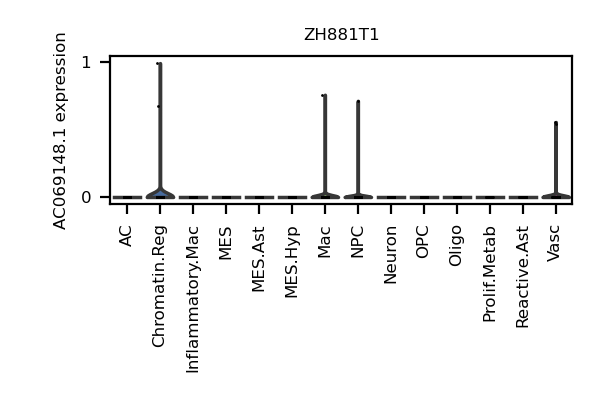 ZH881T1
AC069148.1 expression
1
0
AC
Chromatin.Reg
Inflammatory.Mac
MES
MES.Ast
MES.Hyp
Mac
NPC
Neuron
OPC
Oligo
Prolif.Metab
Reactive.Ast
Vasc